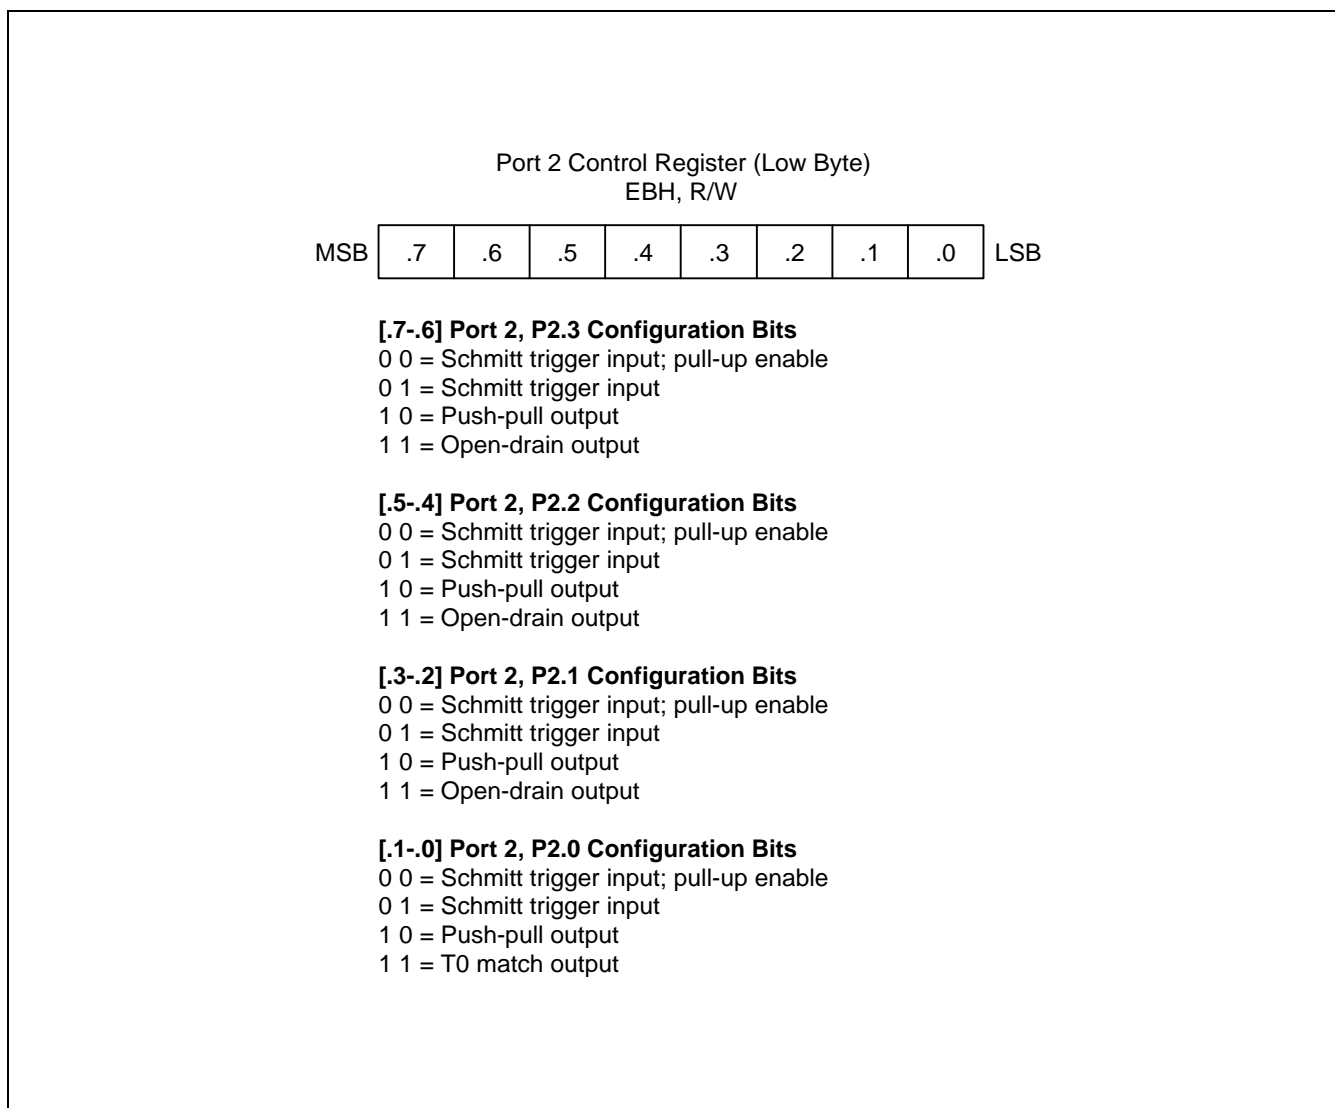 Port 2 Control Register (Low Byte)
EBH, R/W
MSB .7 .6 .5 .4 .3 .2 .1 .0 LSB
[.7-.6] Port 2, P2.3 Configuration Bits
0 0 = Schmitt trigger input; pull-up enable
0 1 = Schmitt trigger input
1 0 = Push-pull output
1 1 = Open-drain output
[.5-.4] Port 2, P2.2 Configuration Bits
0 0 = Schmitt trigger input; pull-up enable
0 1 = Schmitt trigger input
1 0 = Push-pull output
1 1 = Open-drain output
[.3-.2] Port 2, P2.1 Configuration Bits
0 0 = Schmitt trigger input; pull-up enable
0 1 = Schmitt trigger input
1 0 = Push-pull output
1 1 = Open-drain output
[.1-.0] Port 2, P2.0 Configuration Bits
0 0 = Schmitt trigger input; pull-up enable
0 1 = Schmitt trigger input
1 0 = Push-pull output
1 1 = T0 match output